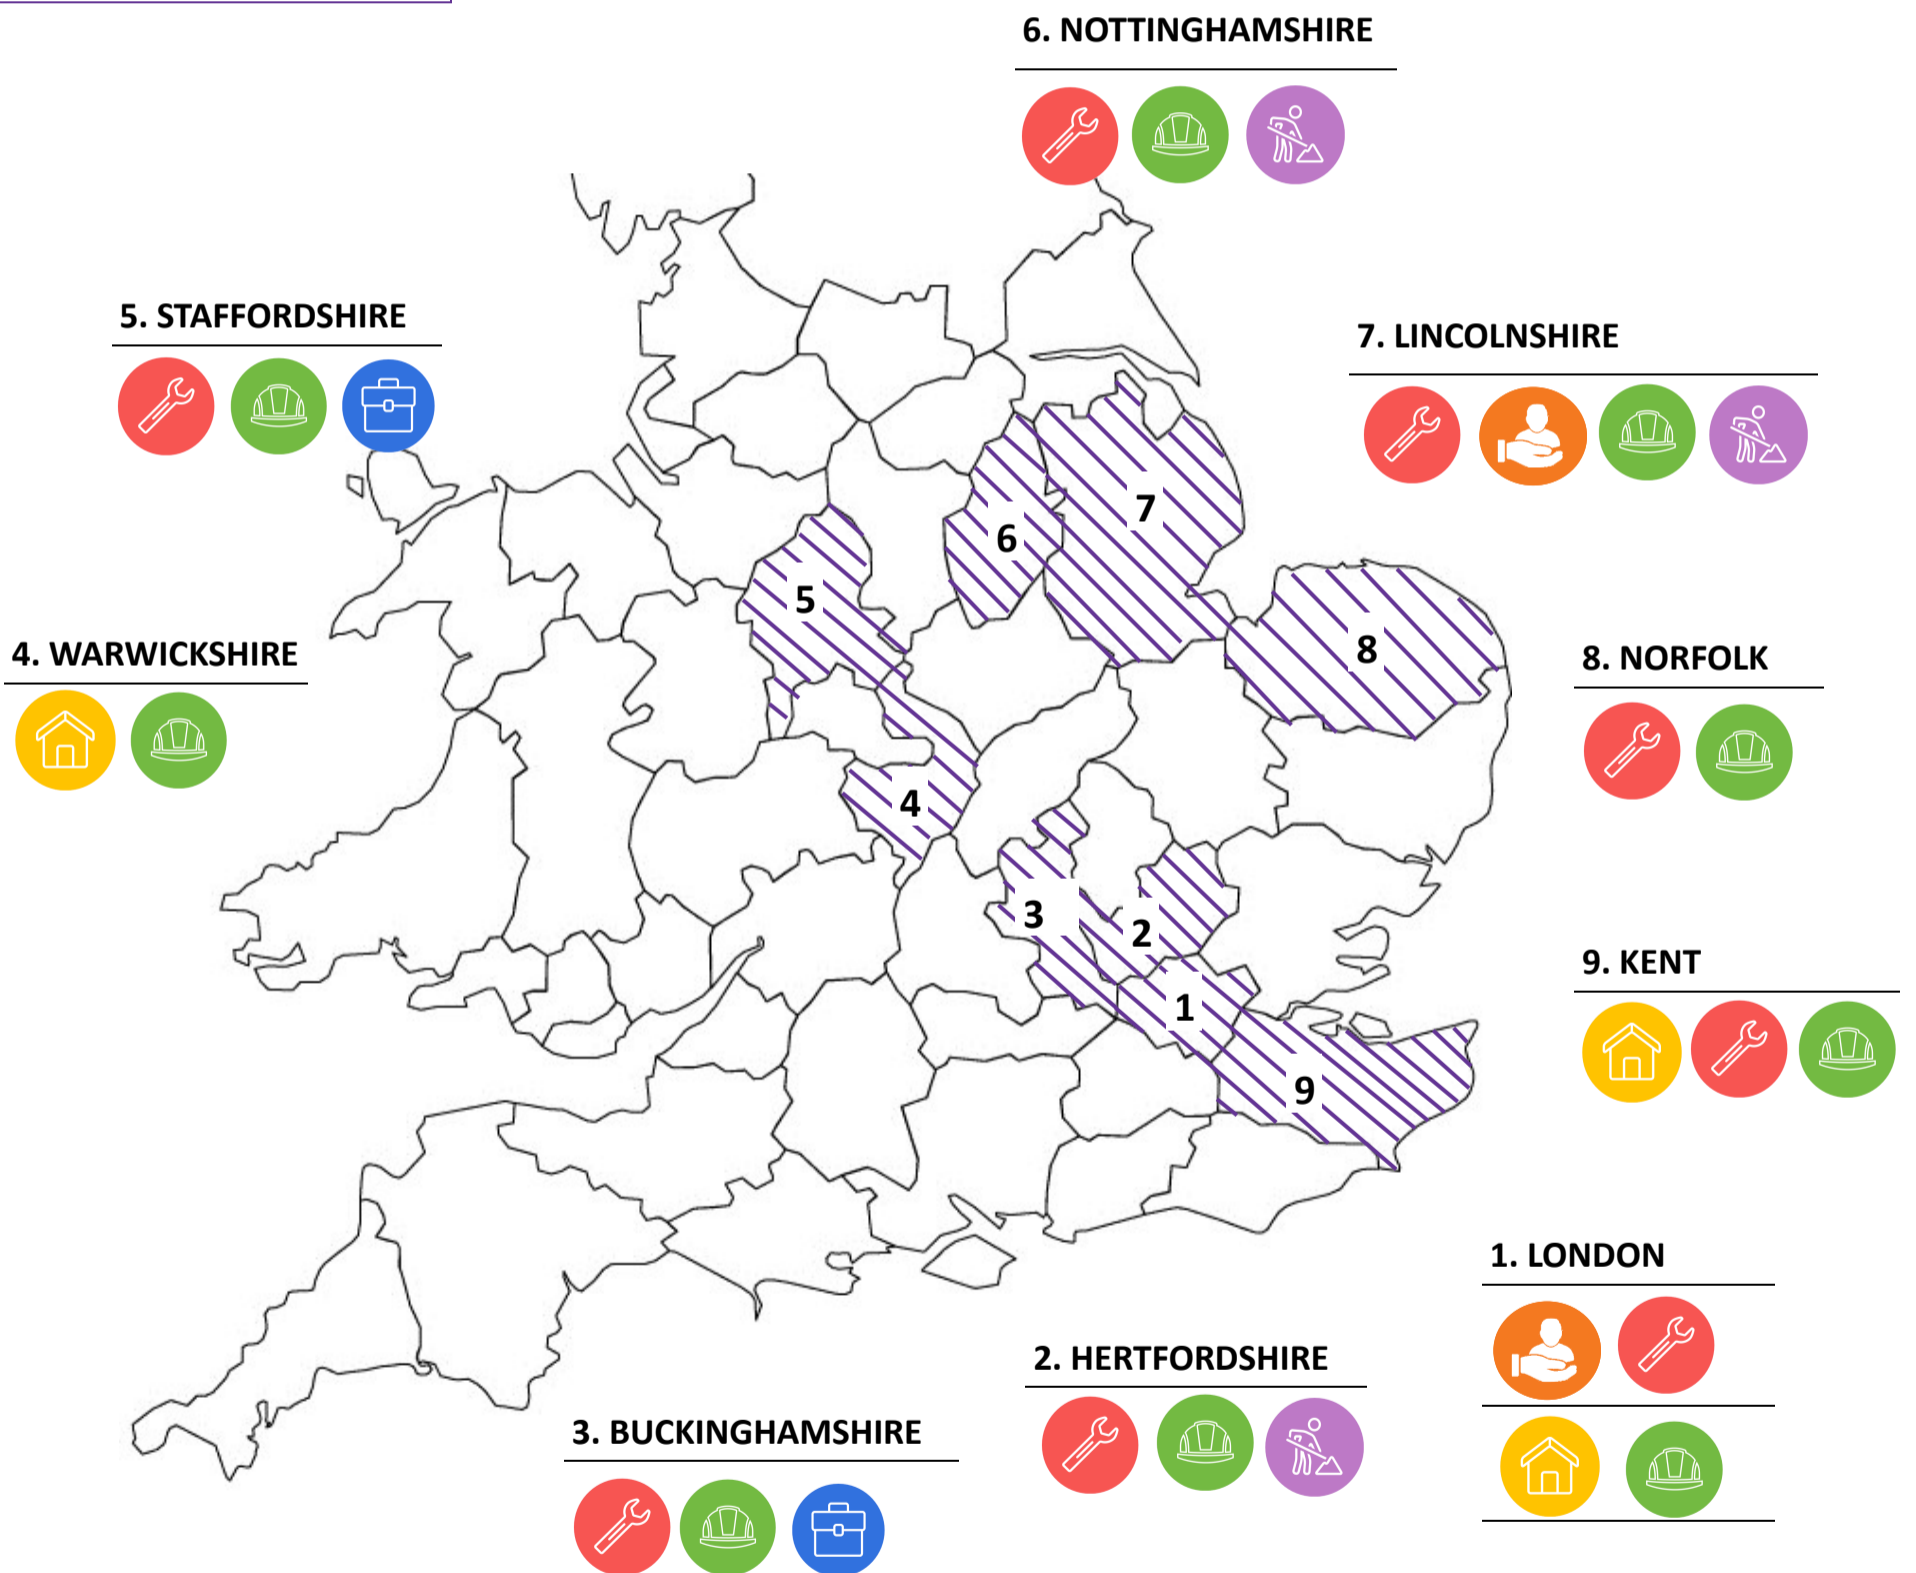 6. NOTTINGHAMSHIRE
5. STAFFORDSHIRE
7. LINCOLNSHIRE
4. WARWICKSHIRE
8. NORFOLK
9. KENT
1. LONDON
2. HERTFORDSHIRE
3. BUCKINGHAMSHIRE
7
6
5
8
4
3
2
1
9